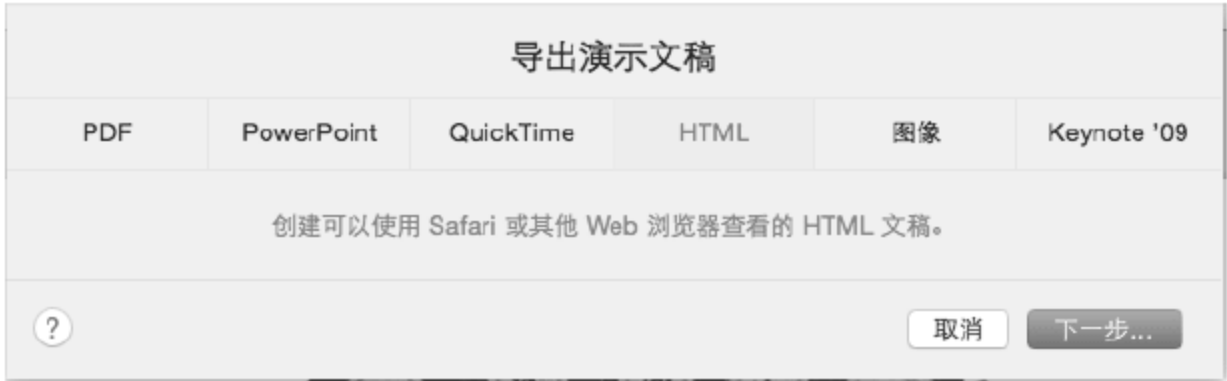 导出演示文稿
PDF PowerPoint QuickTime HTML 图像 Keynote '09
创建可以使用 Safari 或其他 Web 浏览器查看的 HTML 文稿。
? 取消 下一步...